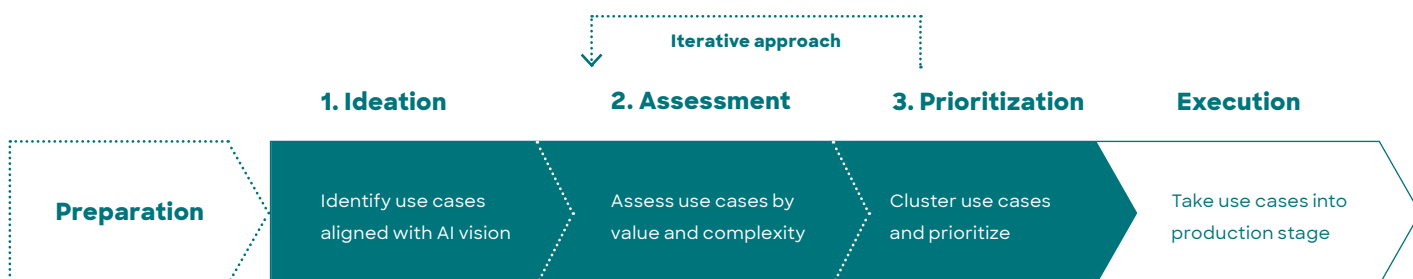 Iterative approach
1. Ideation
2. Assessment
3. Prioritization
Execution
Preparation
Identify use cases
aligned with AI vision
Assess use cases by
value and complexity
Cluster use cases
and prioritize
Take use cases into
production stage